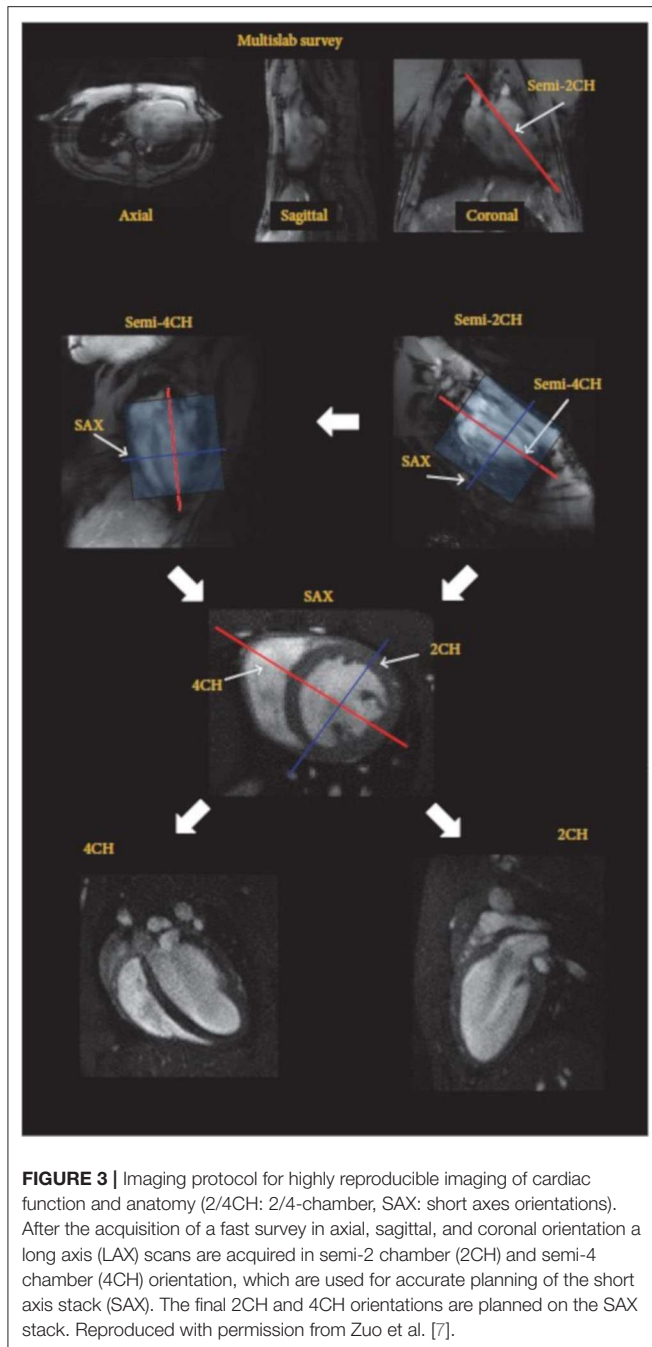 Multislab survey
Semi-2CH
Axial
Sagittal
Coronal
Semi-4CH
Semi-2CH
SAX
Semi-4CH
SAX
SAX
2CH
4CH
4CH
2CH
FIGURE 3 | Imaging protocol for highly reproducible imaging of cardiac
function and anatomy (2/4CH: 2/4-chamber, SAX: short axes orientations).
After the acquisition of a fast survey in axial, sagittal, and coronal orientation a
long axis (LAX) scans are acquired in semi-2 chamber (2CH) and semi-4
chamber (4CH) orientation, which are used for accurate planning of the short
axis stack (SAX). The final 2CH and 4CH orientations are planned on the SAX
stack. Reproduced with permission from Zuo et al. [7].